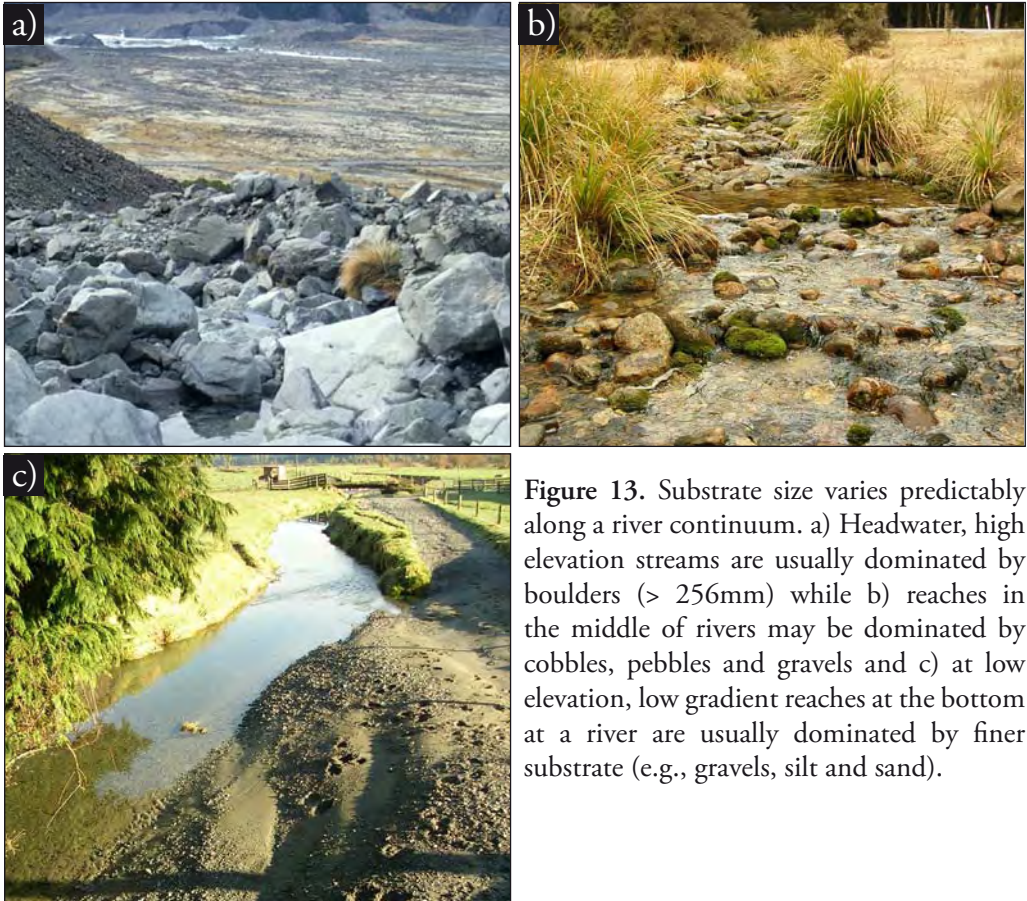 a)
b)
c)
Figure 13. Substrate size varies predictably
along a river continuum. a) Headwater, high
elevation streams are usually dominated by
boulders (> 256mm) while b) reaches in
the middle of rivers may be dominated by
cobbles, pebbles and gravels and c) at low
elevation, low gradient reaches at the bottom
at a river are usually dominated by finer
substrate (e.g., gravels, silt and sand).